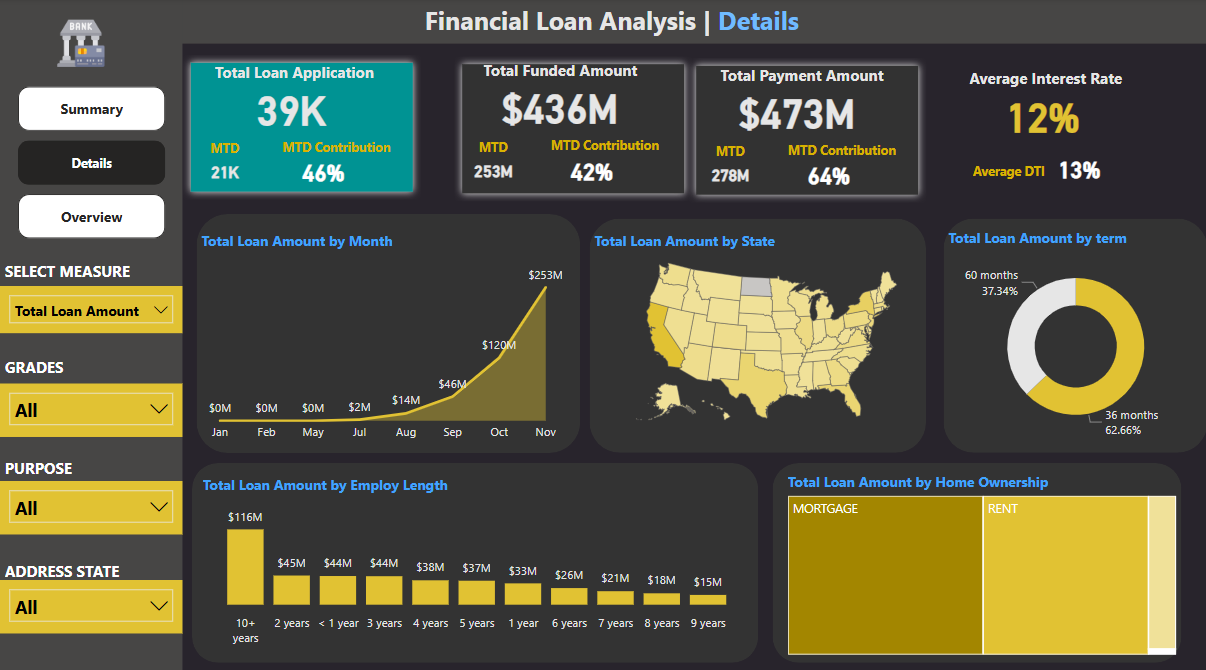 BANK
Financial Loan Analysis | Details
Summary
Details
Overview
SELECT MEASURE
Total Loan Amount
GRADES
All
PURPOSE
All
ADDRESS STATE
All
Total Loan Application
39K
MTD
MTD Contribution
21K
46%
Total Funded Amount
$436M
MTD
MTD Contribution
253M
42%
Total Payment Amount
$473M
MTD
MTD Contribution
278M
64%
Average Interest Rate
12%
Average DTI 13%
Total Loan Amount by Month
$0M
$0M
$0M
$2M
$14M
$46M
$120M
$253M
Jan Feb May Jul Aug Sep Oct Nov
Total Loan Amount by State
Total Loan Amount by term
60 months
37.34%
36 months
62.66%
Total Loan Amount by Employ Length
$116M
$45M
$44M
$44M
$38M
$37M
$33M
$26M
$21M
$18M
$15M
10+ 2 years < 1 year 3 years 4 years 5 years 1 year 6 years 7 years 8 years 9 years
years
Total Loan Amount by Home Ownership
MORTGAGE
RENT